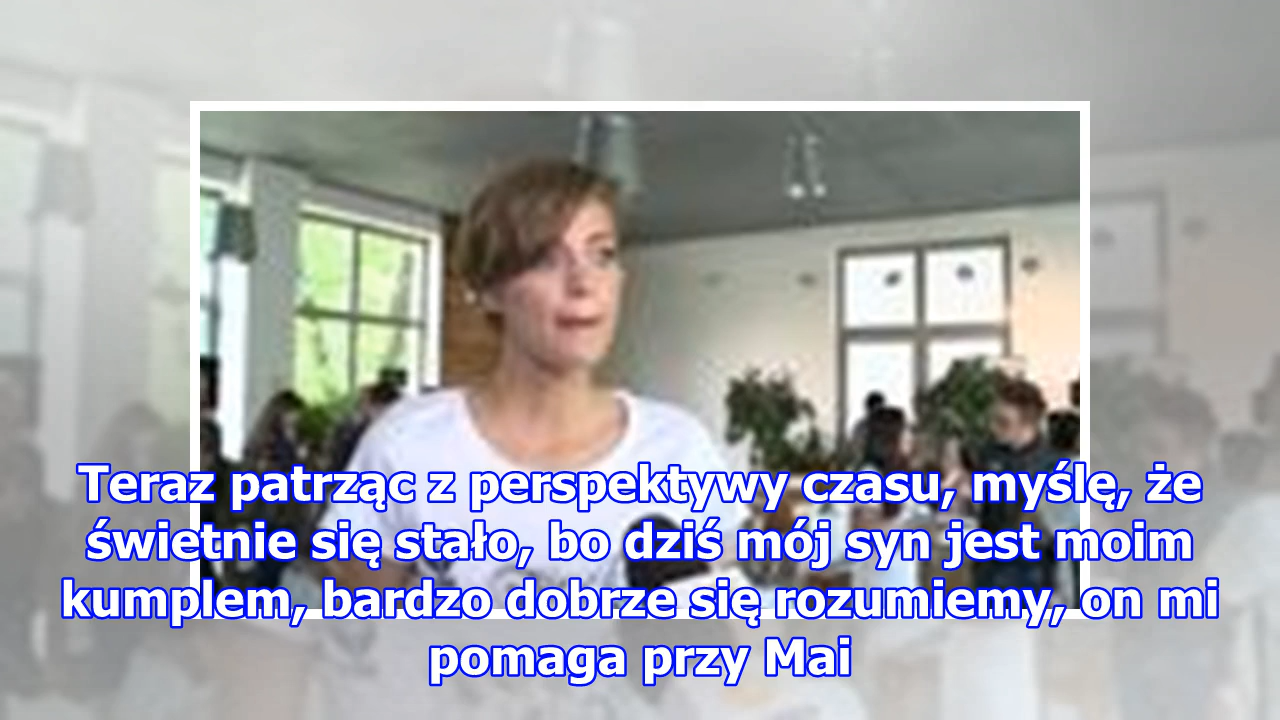 Teraz patrząc z perspektywy czasu, myślę, że
świetnie się stało, bo dziś mój syn jest moim
kumplem, bardzo dobrze się rozumiemy, on mi
pomaga przy Mai